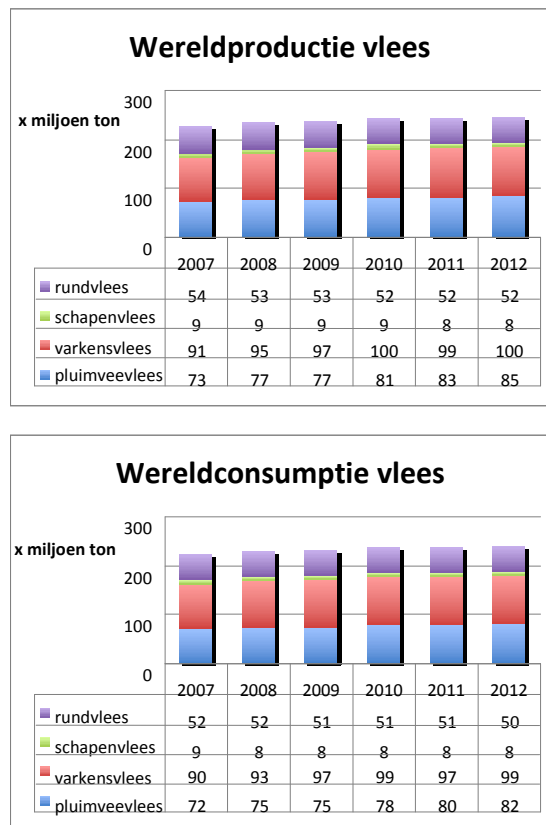 Wereldproductie vlees
300
x miljoen ton
200
100
0
2007 2008 2009 2010 2011 2012
rundvlees 54 53 53 52 52 52
schapenvlees 9 9 9 9 8 8
varkensvlees 91 95 97 100 99 100
pluimveevlees 73 77 77 81 83 85
Wereldconsumptie vlees
300
x miljoen ton
200
100
0
2007 2008 2009 2010 2011 2012
rundvlees 52 52 51 51 51 50
schapenvlees 9 8 8 8 8 8
varkensvlees 90 93 97 99 97 99
pluimveevlees 72 75 75 78 80 82